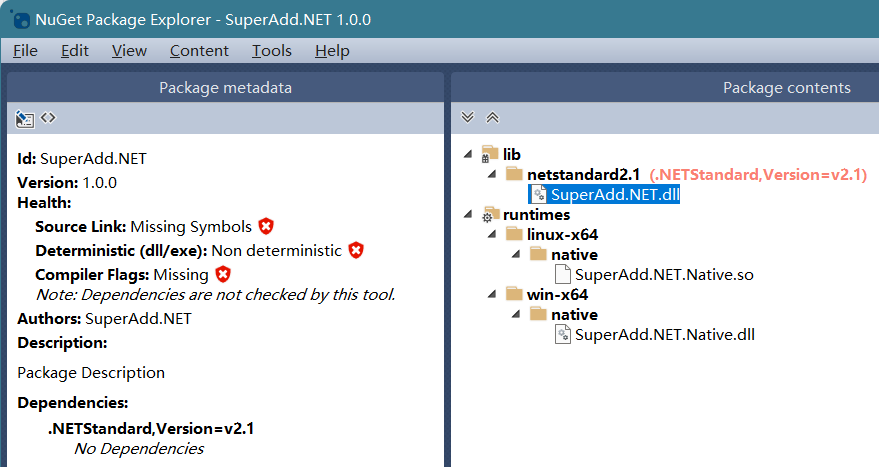 NuGet Package Explorer - SuperAdd.NET 1.0.0
File Edit View Content Tools Help
Package metadata
Id: SuperAdd.NET
Version: 1.0.0
Health:
Source Link: Missing Symbols
Deterministic (dll/exe): Non deterministic
Compiler Flags: Missing
Note: Dependencies are not checked by this tool.
Authors: SuperAdd.NET
Description:
Package Description
Dependencies:
.NETStandard,Version=v2.1
No Dependencies
Package contents
lib
netstandard2.1 (.NETStandard,Version=v2.1)
SuperAdd.NET.dll
runtimes
linux-x64
native
SuperAdd.NET.Native.so
win-x64
native
SuperAdd.NET.Native.dll